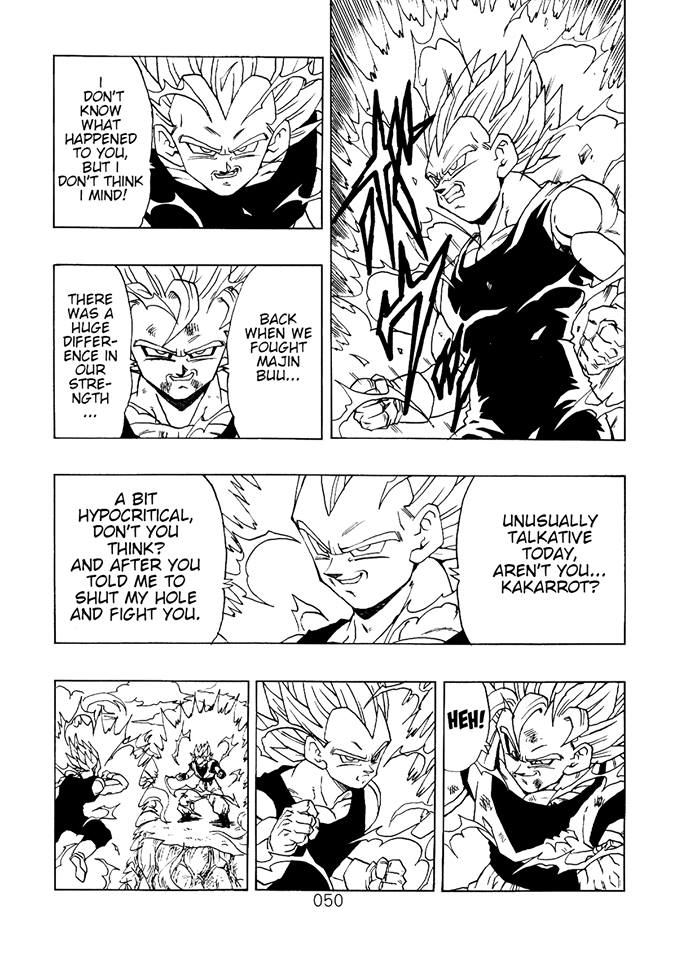 I
DON'T
KNOW
WHAT
HAPPENED
TO YOU,
BUT I
DON'T THINK
I MIND!
BACK
WHEN WE
FOUGHT
MAJIN
BUU...
THERE
WAS A
HUGE
DIFFER-
ENCE IN
OUR
STRE-
NGTH
...
UNUSUALLY
TALKATIVE
TODAY,
AREN'T YOU...
KAKARROT?
A BIT
HYPOCRITICAL,
DON'T YOU
THINK?
AND AFTER YOU
TOLD ME TO
SHUT MY HOLE
AND FIGHT YOU.
HEH!
050